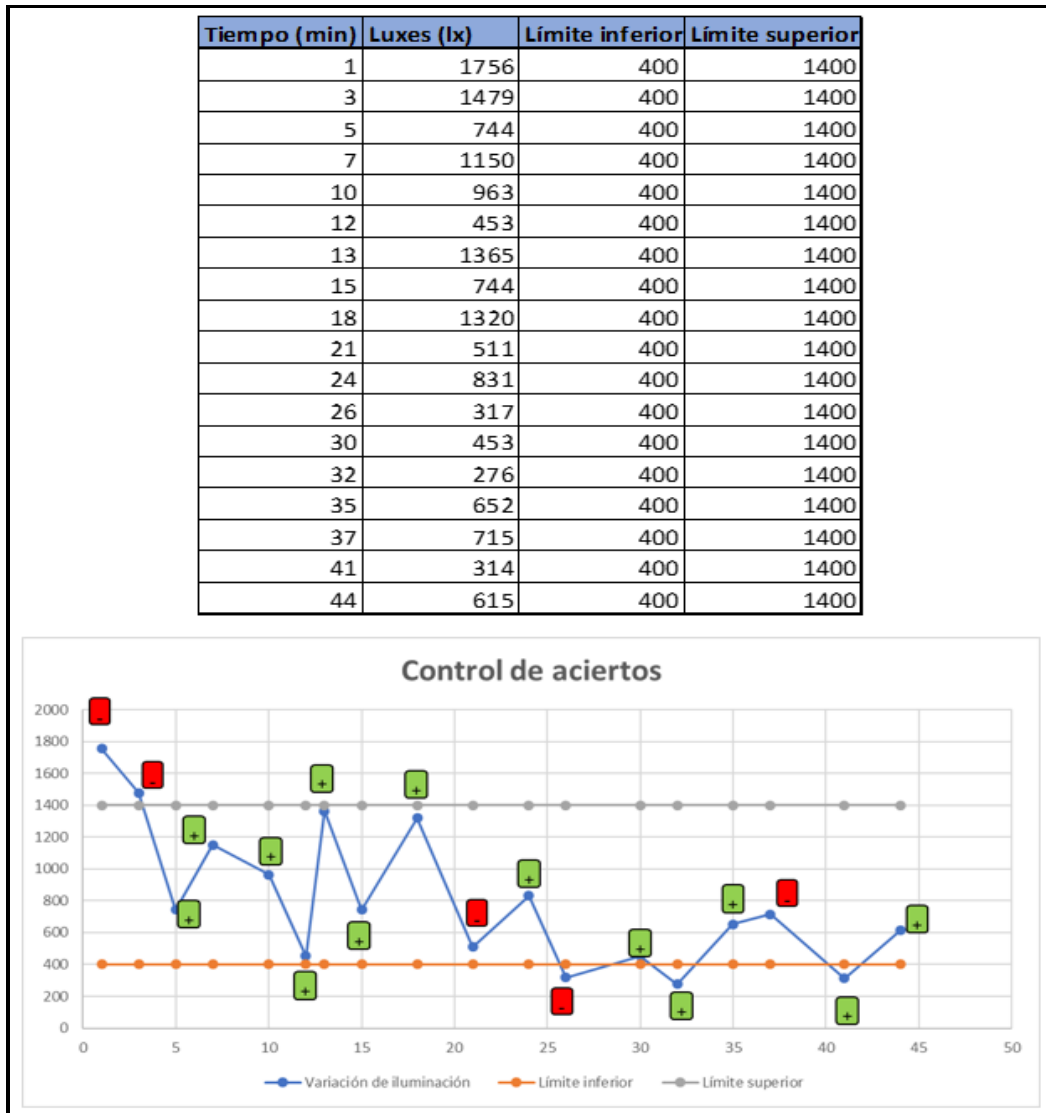 Tiempo (min) Luxes (lx) Límite inferior Límite superior
1 1756 400 1400
3 1479 400 1400
5 744 400 1400
7 1150 400 1400
10 963 400 1400
12 453 400 1400
13 1365 400 1400
15 744 400 1400
18 1320 400 1400
21 511 400 1400
24 831 400 1400
26 317 400 1400
30 453 400 1400
32 276 400 1400
35 652 400 1400
37 715 400 1400
41 314 400 1400
44 615 400 1400
Control de aciertos
2000
1800
1600
1400
1200
1000
800
600
400
200
0
-
-
+
+
+
+
+
+
+
-
+
-
+
+
+
-
+
+
0 5 10 15 20 25 30 35 40 45 50
Variación de iluminación Límite inferior Límite superior